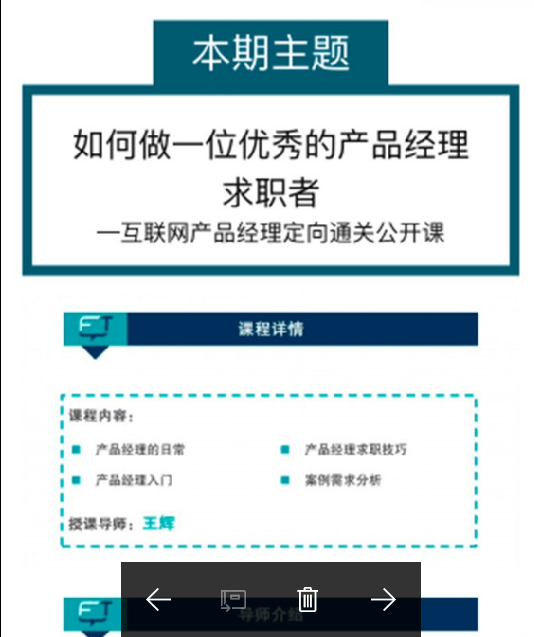 本期主题
如何做一位优秀的产品经理
求职者
—互联网产品经理定向通关公开课
FT
课程详情
课程内容：
产品经理的日常
产品经理求职技巧
产品经理入门
案例需求分析
授课导师：王辉
FT
导师介绍